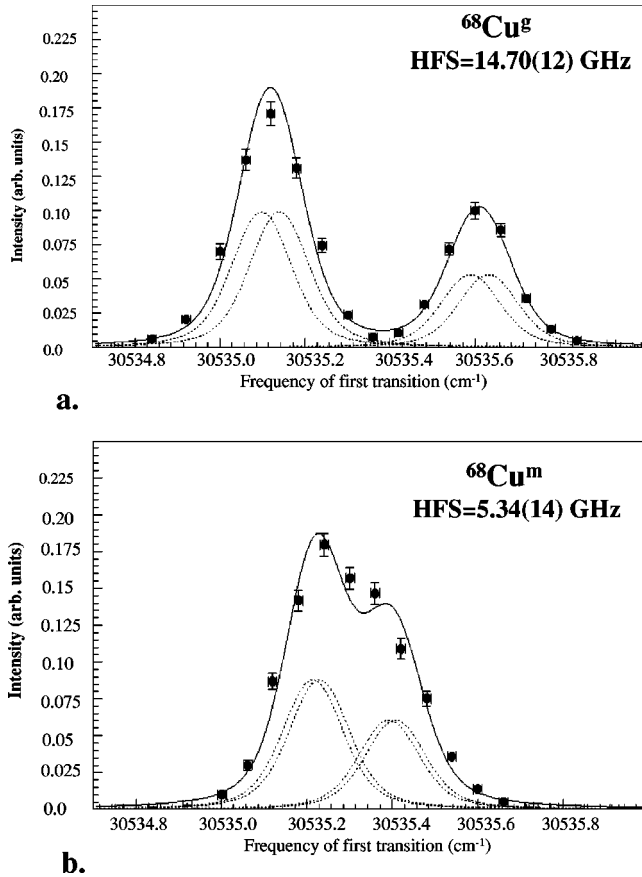 68Cug
HFS=14.70(12) GHz
0.225
0.20
0.175
0.150
0.125
0.10
0.075
0.050
0.025
0.0
Intensity (arb. units)
30534.8 30535.0 30535.2 30535.4 30535.6 30535.8
Frequency of first transition (cm-1)
a.
68Cum
HFS=5.34(14) GHz
0.225
0.20
0.175
0.150
0.125
0.10
0.075
0.050
0.025
0.0
Intensity (arb. units)
30534.8 30535.0 30535.2 30535.4 30535.6 30535.8
Frequency of first transition (cm-1)
b.